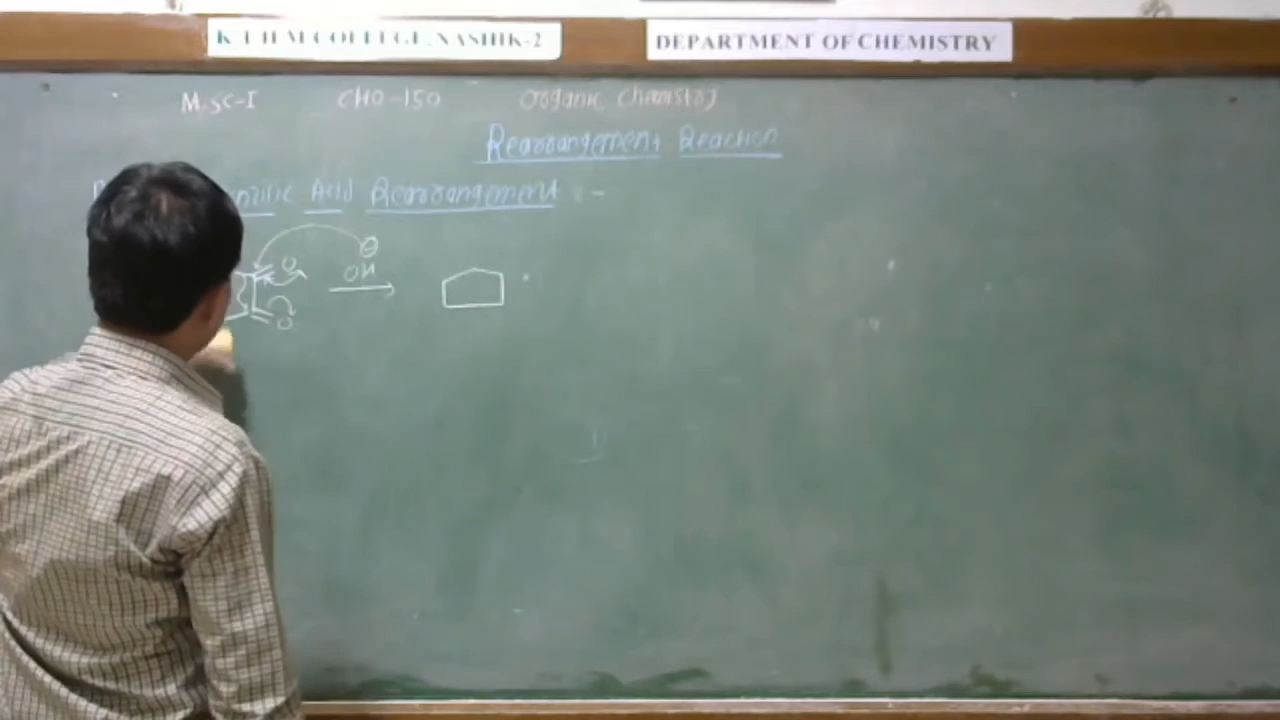 K T H M COLLEGE, NASHIK-2
DEPARTMENT OF CHEMISTRY
M.SC-I CHO-150 Organic Chemistry
Rearrangement Reaction
Acid Rearrangement :-
O ⊖
OH
O